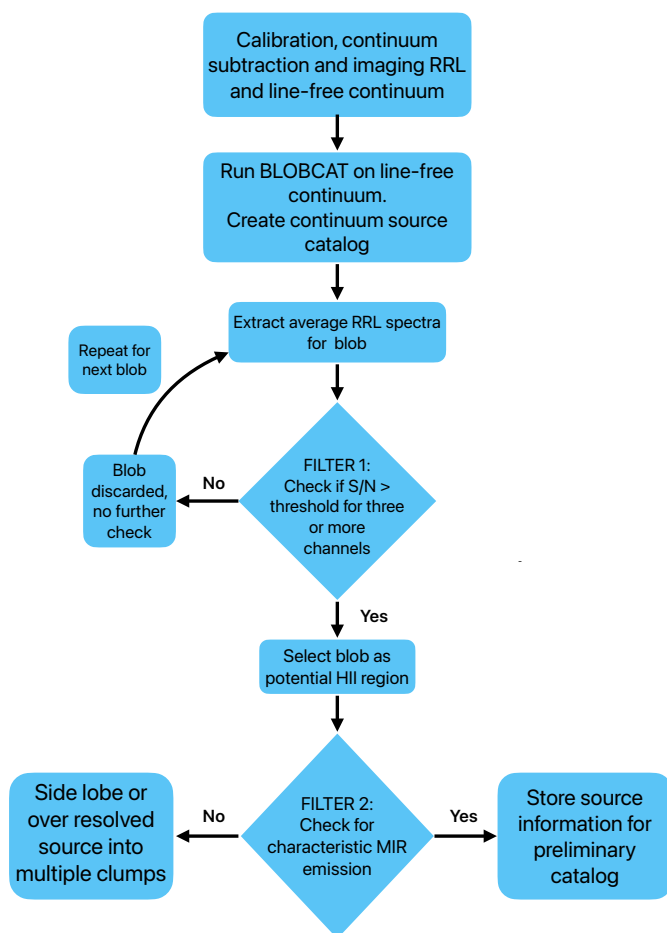 Calibration, continuum
subtraction and imaging RRL
and line-free continuum
Run BLOBCAT on line-free
continuum.
Create continuum source
catalog
Extract average RRL spectra
for blob
Repeat for
next blob
FILTER 1:
Check if S/N >
threshold for three
or more
channels
No
Blob
discarded,
no further
check
Yes
Select blob as
potential HII region
FILTER 2:
Check for
characteristic MIR
emission
No
Side lobe or
over resolved
source into
multiple clumps
Yes
Store source
information for
preliminary
catalog